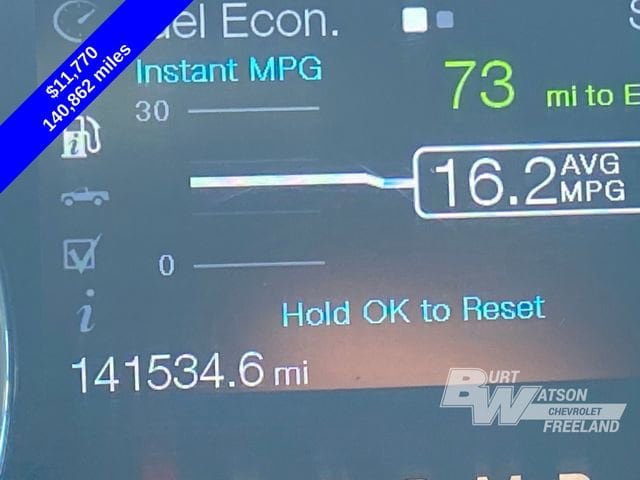 $11,770
140,862 miles
Econ.
Instant MPG
30
73 mi to E
16.2 AVG MPG
0
Hold OK to Reset
i
141534.6 mi
BURT WATSON
CHEVROLET
FREELAND